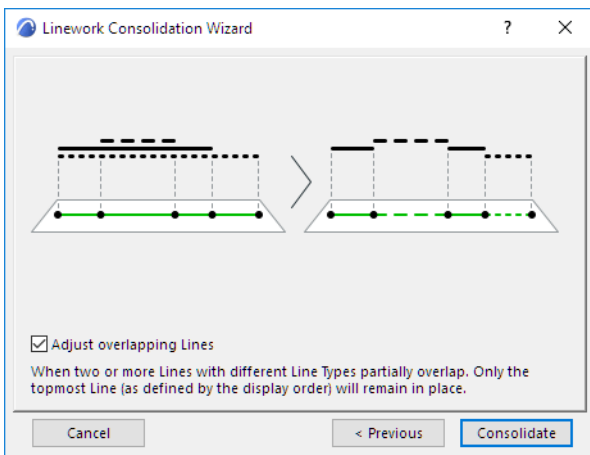 Linework Consolidation Wizard
?
Adjust overlapping Lines
When two or more Lines with different Line Types partially overlap. Only the
topmost Line (as defined by the display order) will remain in place.
Cancel
< Previous
Consolidate